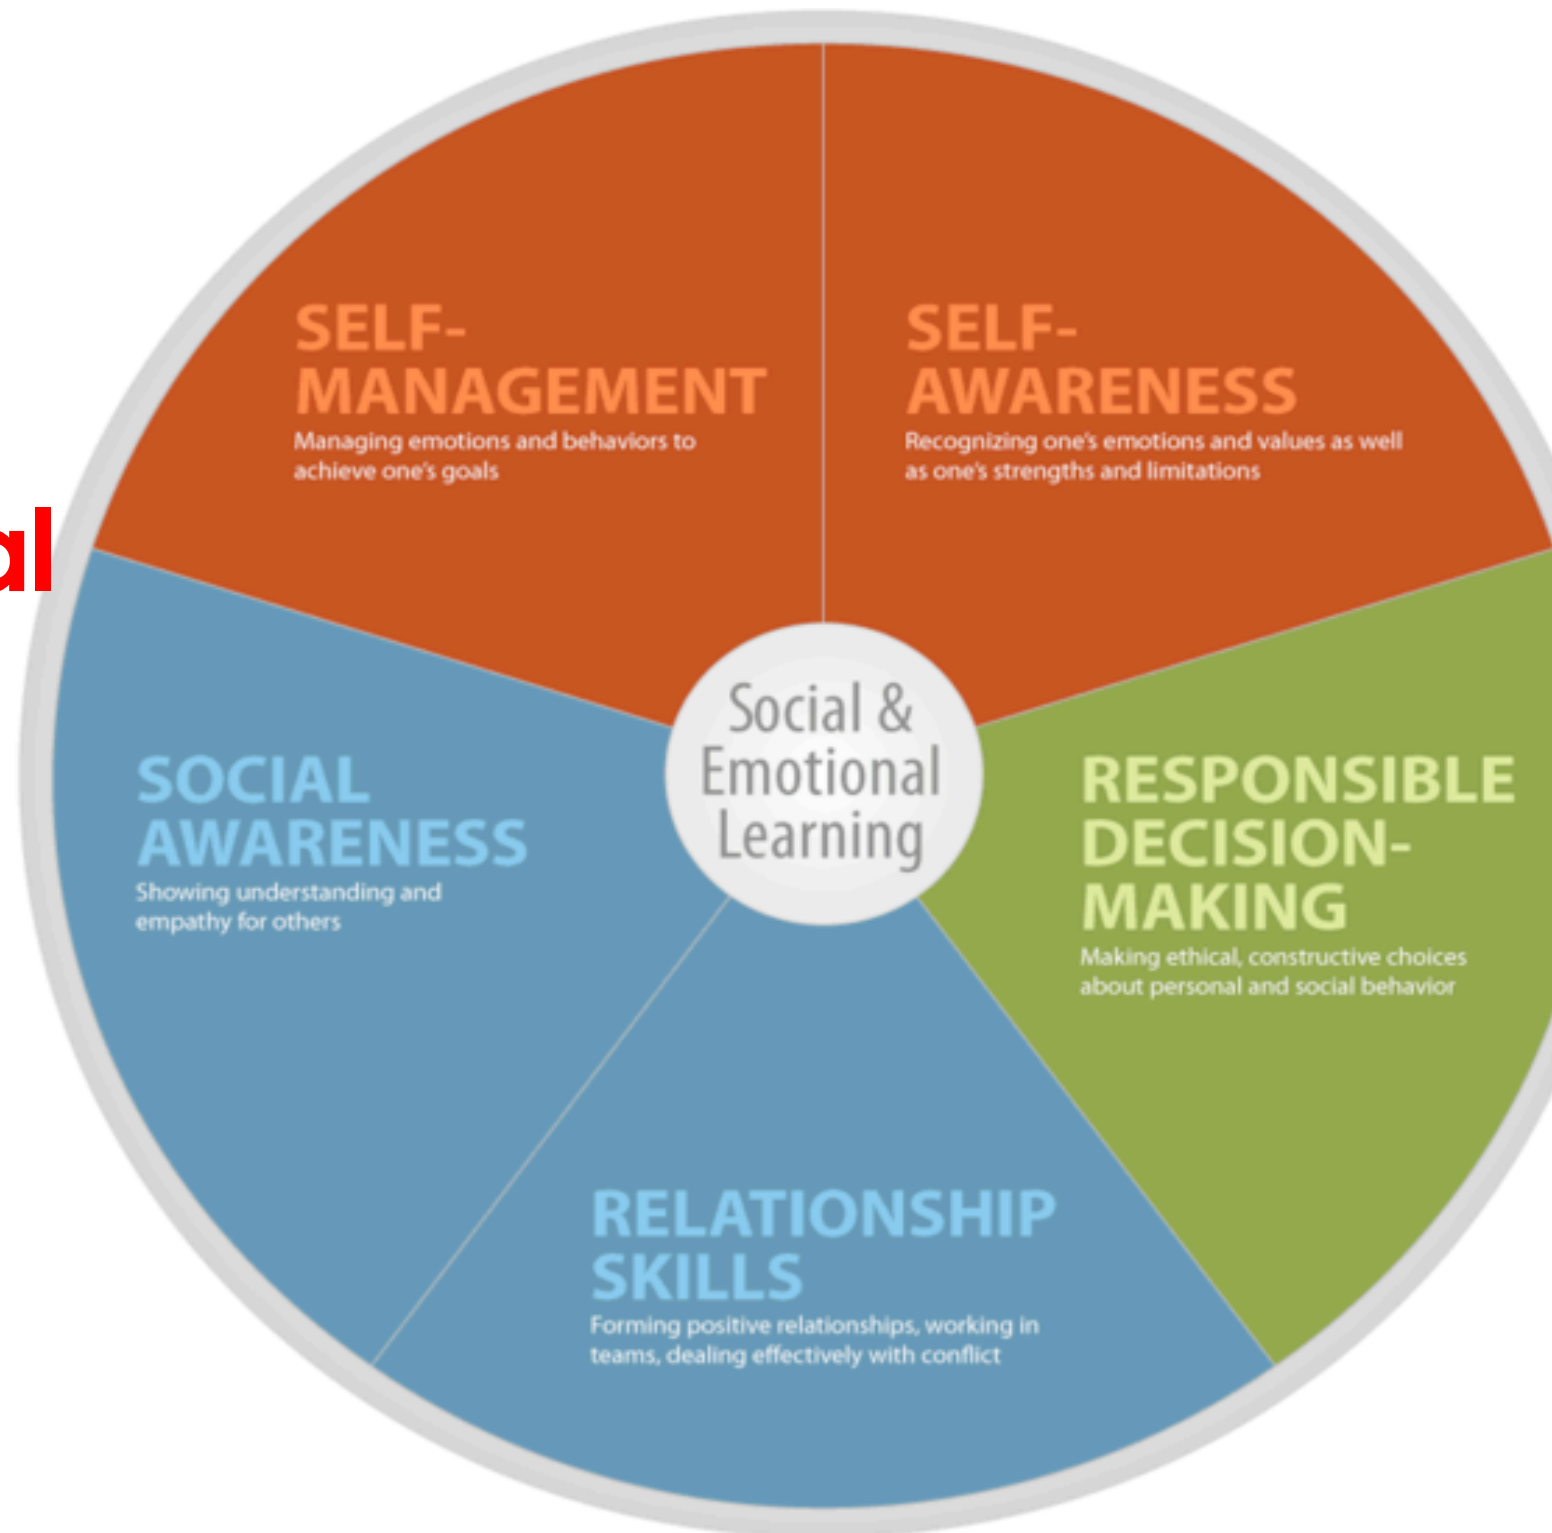 SELF-
MANAGEMENT
Managing emotions and behaviors to
achieve one's goals
SELF-
AWARENESS
Recognizing one's emotions and values as well
as one's strengths and limitations
al
Social &
Emotional
Learning
SOCIAL
AWARENESS
Showing understanding and
empathy for others
RESPONSIBLE
DECISION-
MAKING
Making ethical, constructive choices
about personal and social behavior
RELATIONSHIP
SKILLS
Forming positive relationships, working in
teams, dealing effectively with conflict